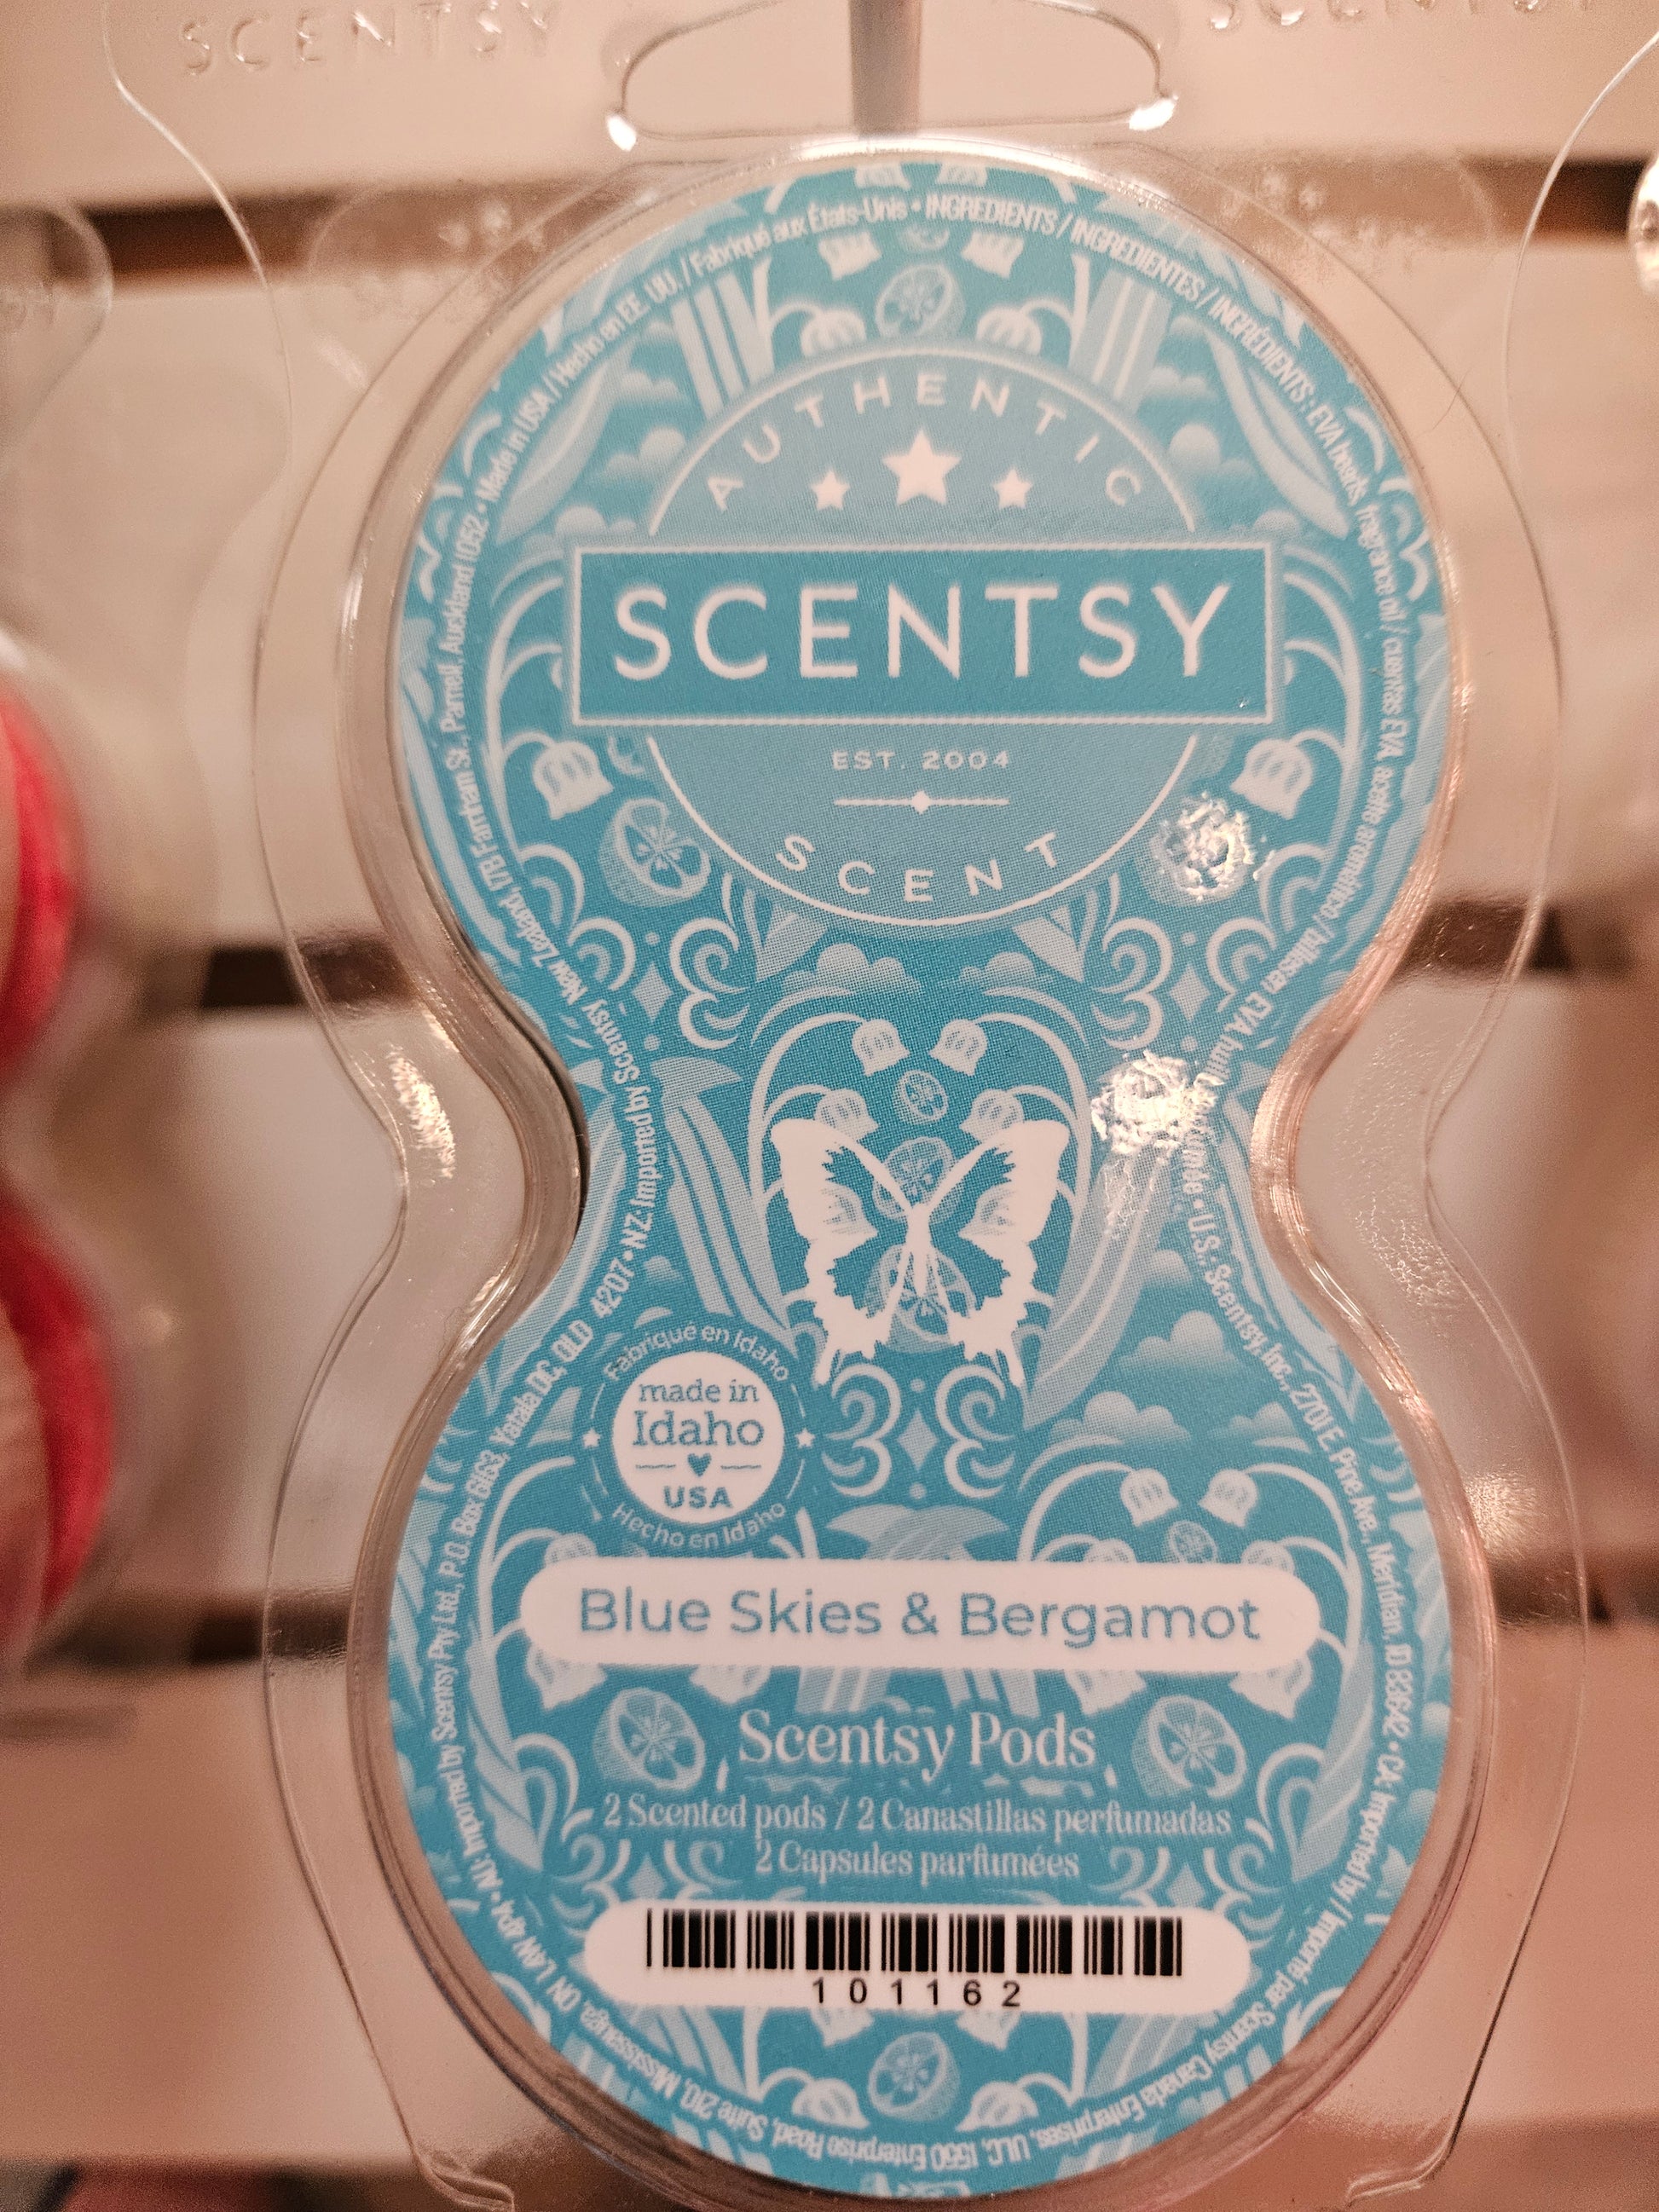 SCENTSY
SCENTSY
AUTHENTIC
SCENTSY
EST. 2004
SCENT
Fabriqué en Idaho
made in
Idaho
USA
Hecho en Idaho
Blue Skies & Bergamot
Scentsy Pods
2 Scented pods / 2 Canastillas perfumadas
2 Capsules parfumées
101162
INGREDIENTS / INGREDIENTES / INGRÉDIENTS: EVA beads, fragrance oil / cuentas EVA, aceite aromático / billes en EVA, huile parfumée • U.S.: Scentsy, Inc., 2701 E. Pine Ave., Meridian, ID 83642 • CA: Imported by / Importé par Scentsy Canada Enterprises, ULC, 1550 Enterprise Road, Suite 210, Mississauga, ON L4W 4P4 • AU: Imported by Scentsy Pty Ltd., P.O. Box 6863, Yatala DC, QLD 4207 • NZ: Imported by Scentsy New Zealand, 17B Farnham St., Parnell, Auckland 1052 • Made in USA / Hecho en EE. UU. / Fabriqué aux États-Unis •